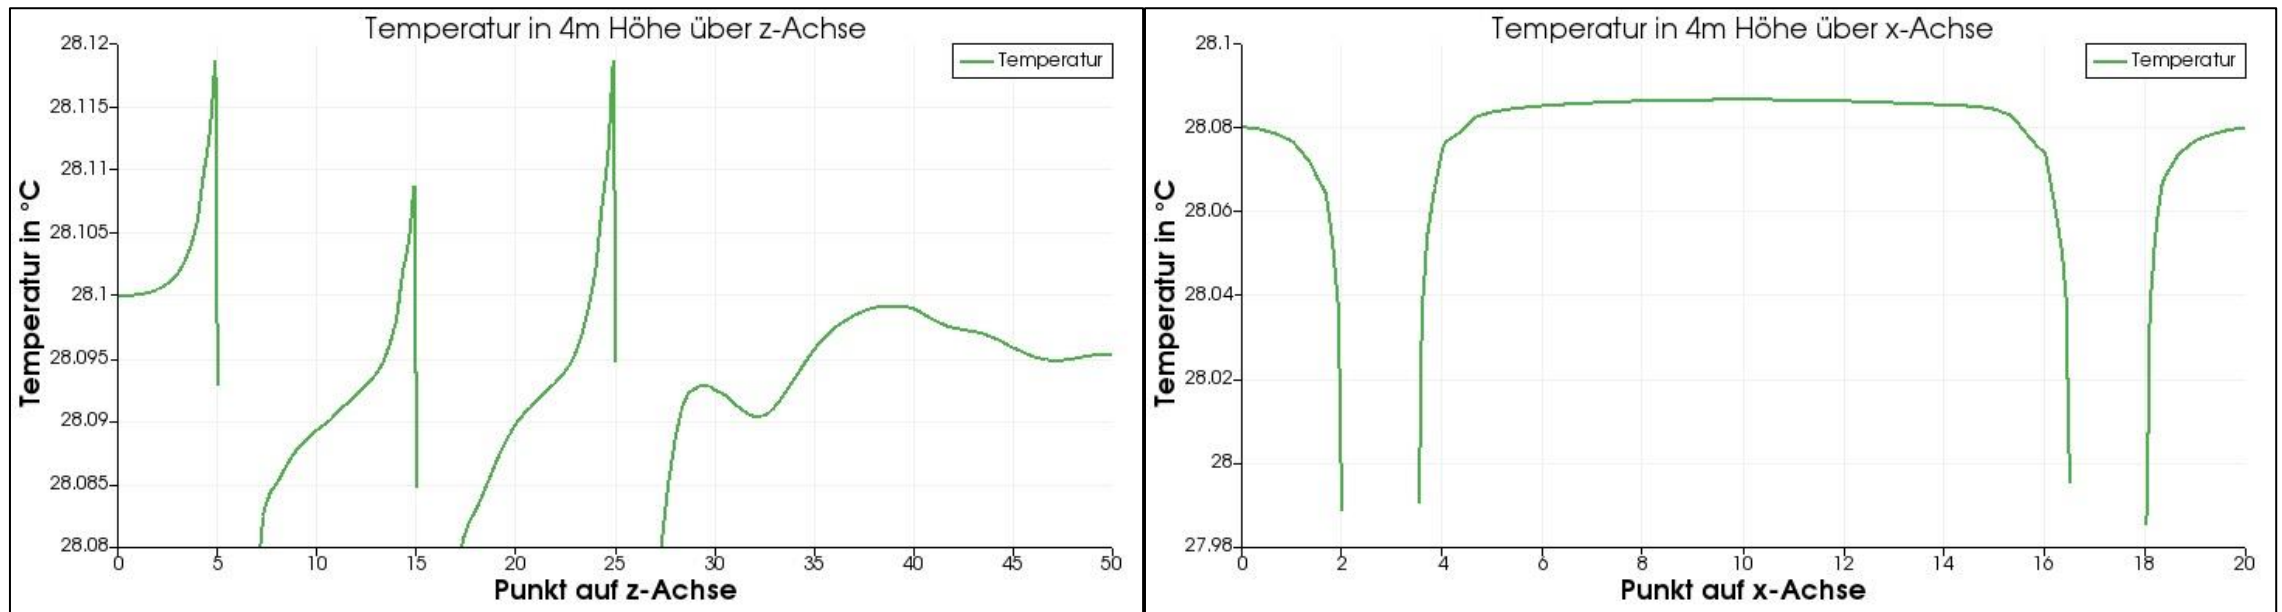 Temperatur in 4m Höhe über z-Achse
Temperatur
28.12
28.115
28.11
28.105
28.1
28.095
28.09
28.085
28.08
Temperatur in °C
0 5 10 15 20 25 30 35 40 45 50
Punkt auf z-Achse
Temperatur in 4m Höhe über x-Achse
Temperatur
28.1
28.08
28.06
28.04
28.02
28
27.98
Temperatur in °C
0 2 4 6 8 10 12 14 16 18 20
Punkt auf x-Achse